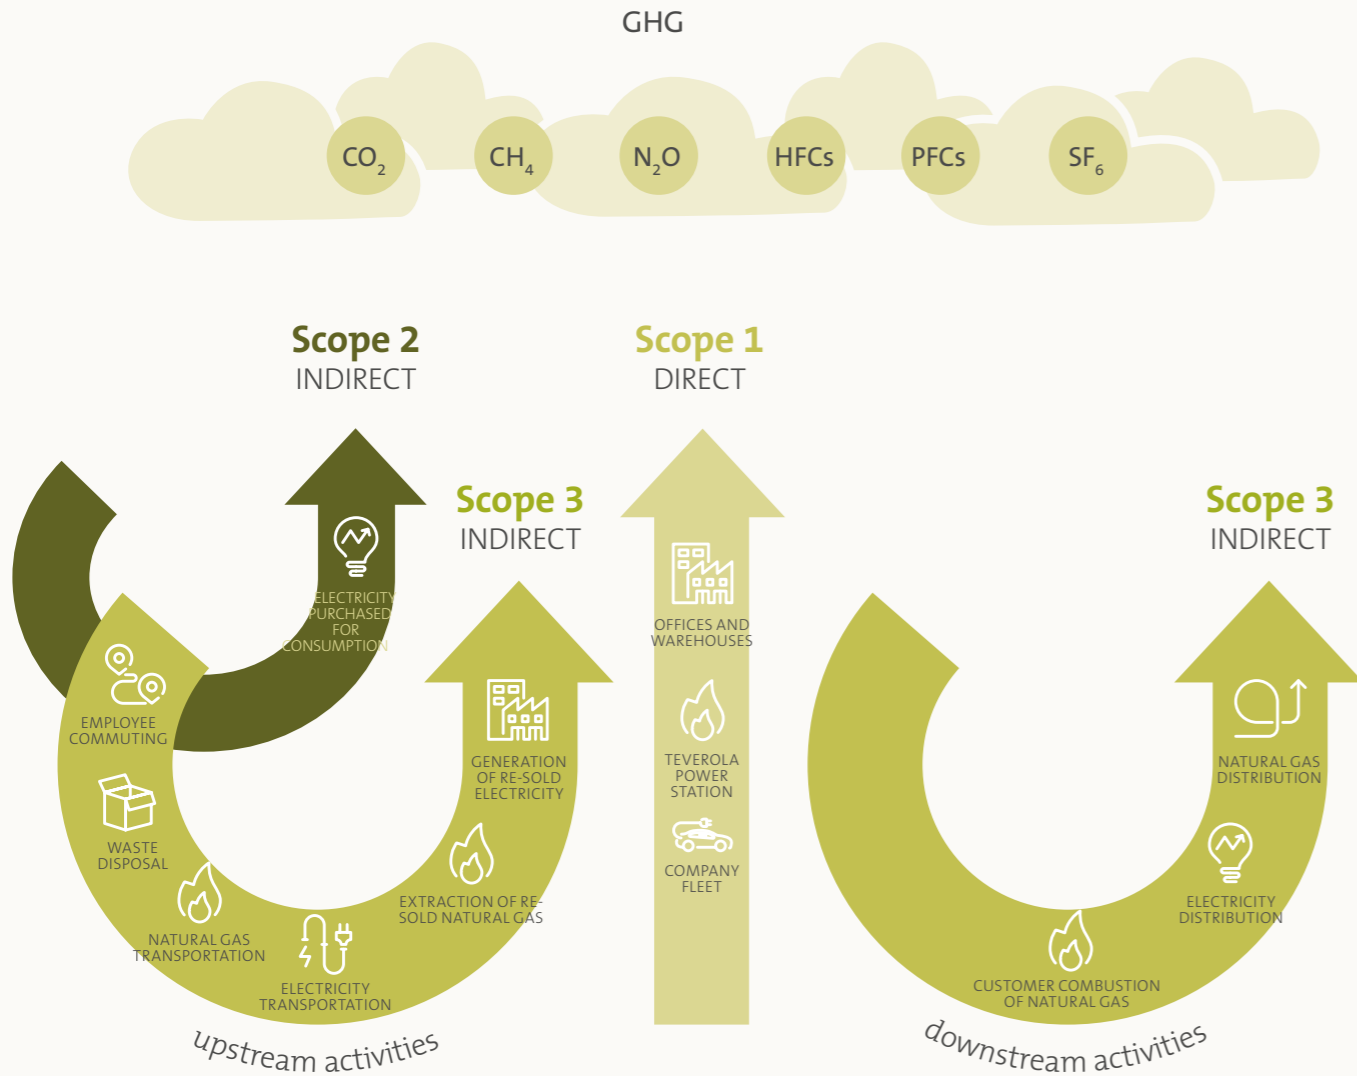 GHG
CO₂
CH₄
N₂O
HFCs
PFCs
SF₆
Scope 2
INDIRECT
ELECTRICITY
PURCHASED
FOR
CONSUMPTION
Scope 3
INDIRECT
EMPLOYEE
COMMUTING
WASTE
DISPOSAL
NATURAL GAS
TRANSPORTATION
ELECTRICITY
TRANSPORTATION
EXTRACTION OF RE-
SOLD NATURAL GAS
GENERATION
OF RE-SOLD
ELECTRICITY
upstream activities
Scope 1
DIRECT
OFFICES AND
WAREHOUSES
TEVEROLA
POWER
STATION
COMPANY
FLEET
Scope 3
INDIRECT
NATURAL GAS
DISTRIBUTION
ELECTRICITY
DISTRIBUTION
CUSTOMER COMBUSTION
OF NATURAL GAS
downstream activities